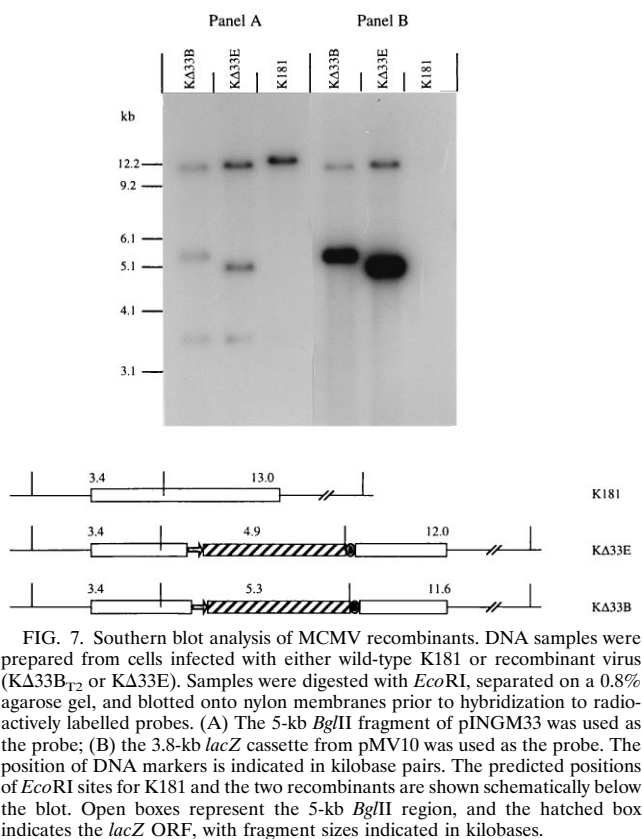 Panel A Panel B
KΔ33B KΔ33E K181 KΔ33B KΔ33E K181
kb
12.2
9.2
6.1
5.1
4.1
3.1
3.4 13.0 K181
3.4 4.9 12.0 KΔ33E
3.4 5.3 11.6 KΔ33B
FIG. 7. Southern blot analysis of MCMV recombinants. DNA samples were
prepared from cells infected with either wild-type K181 or recombinant virus
(KΔ33B_T2 or KΔ33E). Samples were digested with EcoRI, separated on a 0.8%
agarose gel, and blotted onto nylon membranes prior to hybridization to radio-
actively labelled probes. (A) The 5-kb BglII fragment of pINGM33 was used as
the probe; (B) the 3.8-kb lacZ cassette from pMV10 was used as the probe. The
position of DNA markers is indicated in kilobase pairs. The predicted positions
of EcoRI sites for K181 and the two recombinants are shown schematically below
the blot. Open boxes represent the 5-kb BglII region, and the hatched box
indicates the lacZ ORF, with fragment sizes indicated in kilobases.